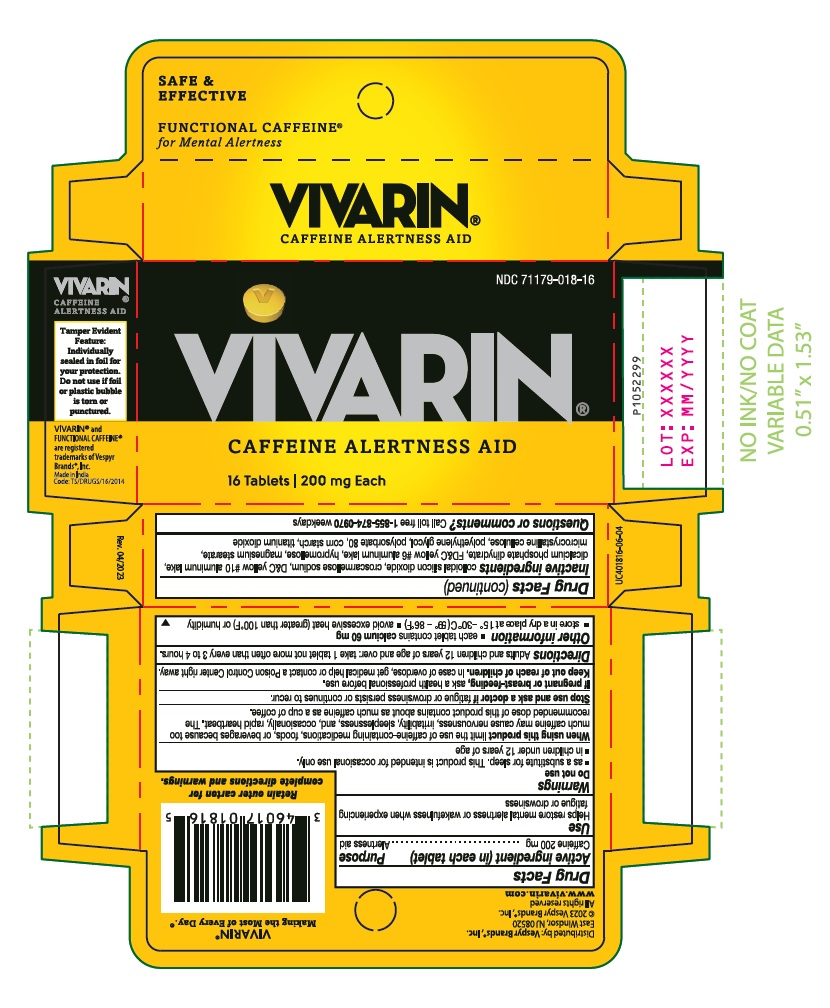 SAFE &
EFFECTIVE
FUNCTIONAL CAFFEINE®
for Mental Alertness
VIVARIN®
CAFFEINE ALERTNESS AID
VIVARIN®
CAFFEINE
ALERTNESS AID
Tamper Evident
Feature:
Individually
sealed in foil for
your protection.
Do not use if foil
or plastic bubble
is torn or
punctured.
VIVARIN® and
FUNCTIONAL CAFFEINE®
are registered
trademarks of Vespyr
Brands®, Inc.
Made in India
Code: TS/DRUGS/16/2014
NDC 71179-018-16
V
VIVARIN®
CAFFEINE ALERTNESS AID
16 Tablets | 200 mg Each
P1052299
LOT: XXXXXX
EXP: MM/YYYY
NO INK/NO COAT
VARIABLE DATA
0.51” x 1.53”
Rev. 04/2023
UC401816-06-04
Drug Facts (continued)
Inactive ingredients colloidal silicon dioxide, croscarmellose sodium, D&C yellow #10 aluminum lake,
dicalcium phosphate dihydrate, FD&C yellow #6 aluminum lake, hypromellose, magnesium stearate,
microcrystalline cellulose, polyethylene glycol, polysorbate 80, corn starch, titanium dioxide
Questions or comments? Call toll free 1-855-874-0970 weekdays
Distributed by: Vespyr Brands®, Inc.
East Windsor, NJ 08520
© 2023 Vespyr Brands®, Inc.
All rights reserved
www.vivarin.com
VIVARIN®
Making the Most of Every Day.®
3 46017 01816 5
Retain outer carton for
complete directions and warnings.
Drug Facts
Active ingredient (in each tablet) Purpose
Caffeine 200 mg ........................ Alertness aid
Use
Helps restore mental alertness or wakefulness when experiencing
fatigue or drowsiness
Warnings
Do not use
▪ as a substitute for sleep. This product is intended for occasional use only.
▪ in children under 12 years of age
When using this product limit the use of caffeine-containing medications, foods, or beverages because too
much caffeine may cause nervousness, irritability, sleeplessness, and, occasionally, rapid heartbeat. The
recommended dose of this product contains about as much caffeine as a cup of coffee.
Stop use and ask a doctor if fatigue or drowsiness persists or continues to recur.
If pregnant or breast-feeding, ask a health professional before use.
Keep out of reach of children. In case of overdose, get medical help or contact a Poison Control Center right away.
Directions Adults and children 12 years of age and over: take 1 tablet not more often than every 3 to 4 hours.
Other information ▪ each tablet contains calcium 60 mg
▪ store in a dry place at 15° -30°C (59° - 86°F) ▪ avoid excessive heat (greater than 100°F) or humidity